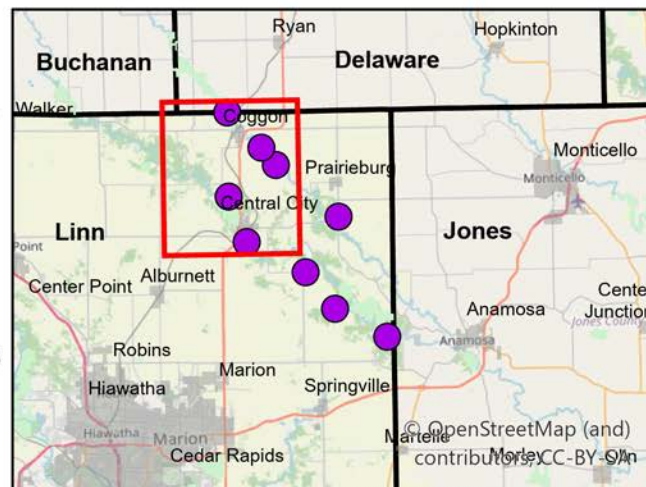 Ryan
Hopkinton
Buchanan
Delaware
Walker
Coggon
Monticello
Prairieburg
Monticello
Central City
Linn
Jones
Point
Alburnett
Center Point
Center
Junction
Anamosa
Jones County
Robins
Anamosa
Marion
Hiawatha
Springville
Hiawatha
Marion
© OpenStreetMap (and)
Martelle
Cedar Rapids
contributors, CC-BY-SA
Morley
Olin